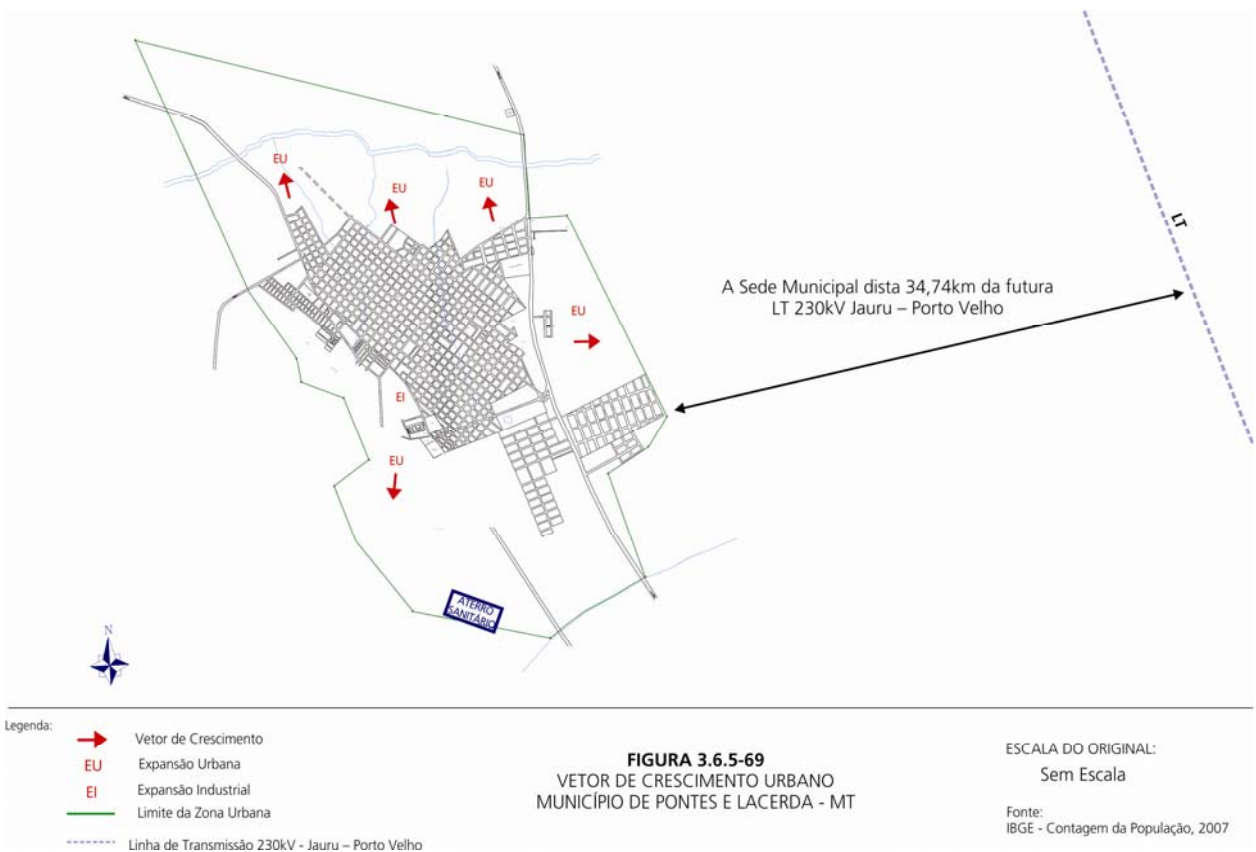 EU
EU
EU
LT
A Sede Municipal dista 34,74km da futura
LT 230kV Jauru – Porto Velho
EU
EI
EU
ATERRO
SANITÁRIO
N
Legenda:
Vetor de Crescimento
EU Expansão Urbana
EI Expansão Industrial
Limite da Zona Urbana
Linha de Transmissão 230kV - Jauru – Porto Velho
FIGURA 3.6.5-69
VETOR DE CRESCIMENTO URBANO
MUNICÍPIO DE PONTES E LACERDA - MT
ESCALA DO ORIGINAL:
Sem Escala
Fonte:
IBGE - Contagem da População, 2007